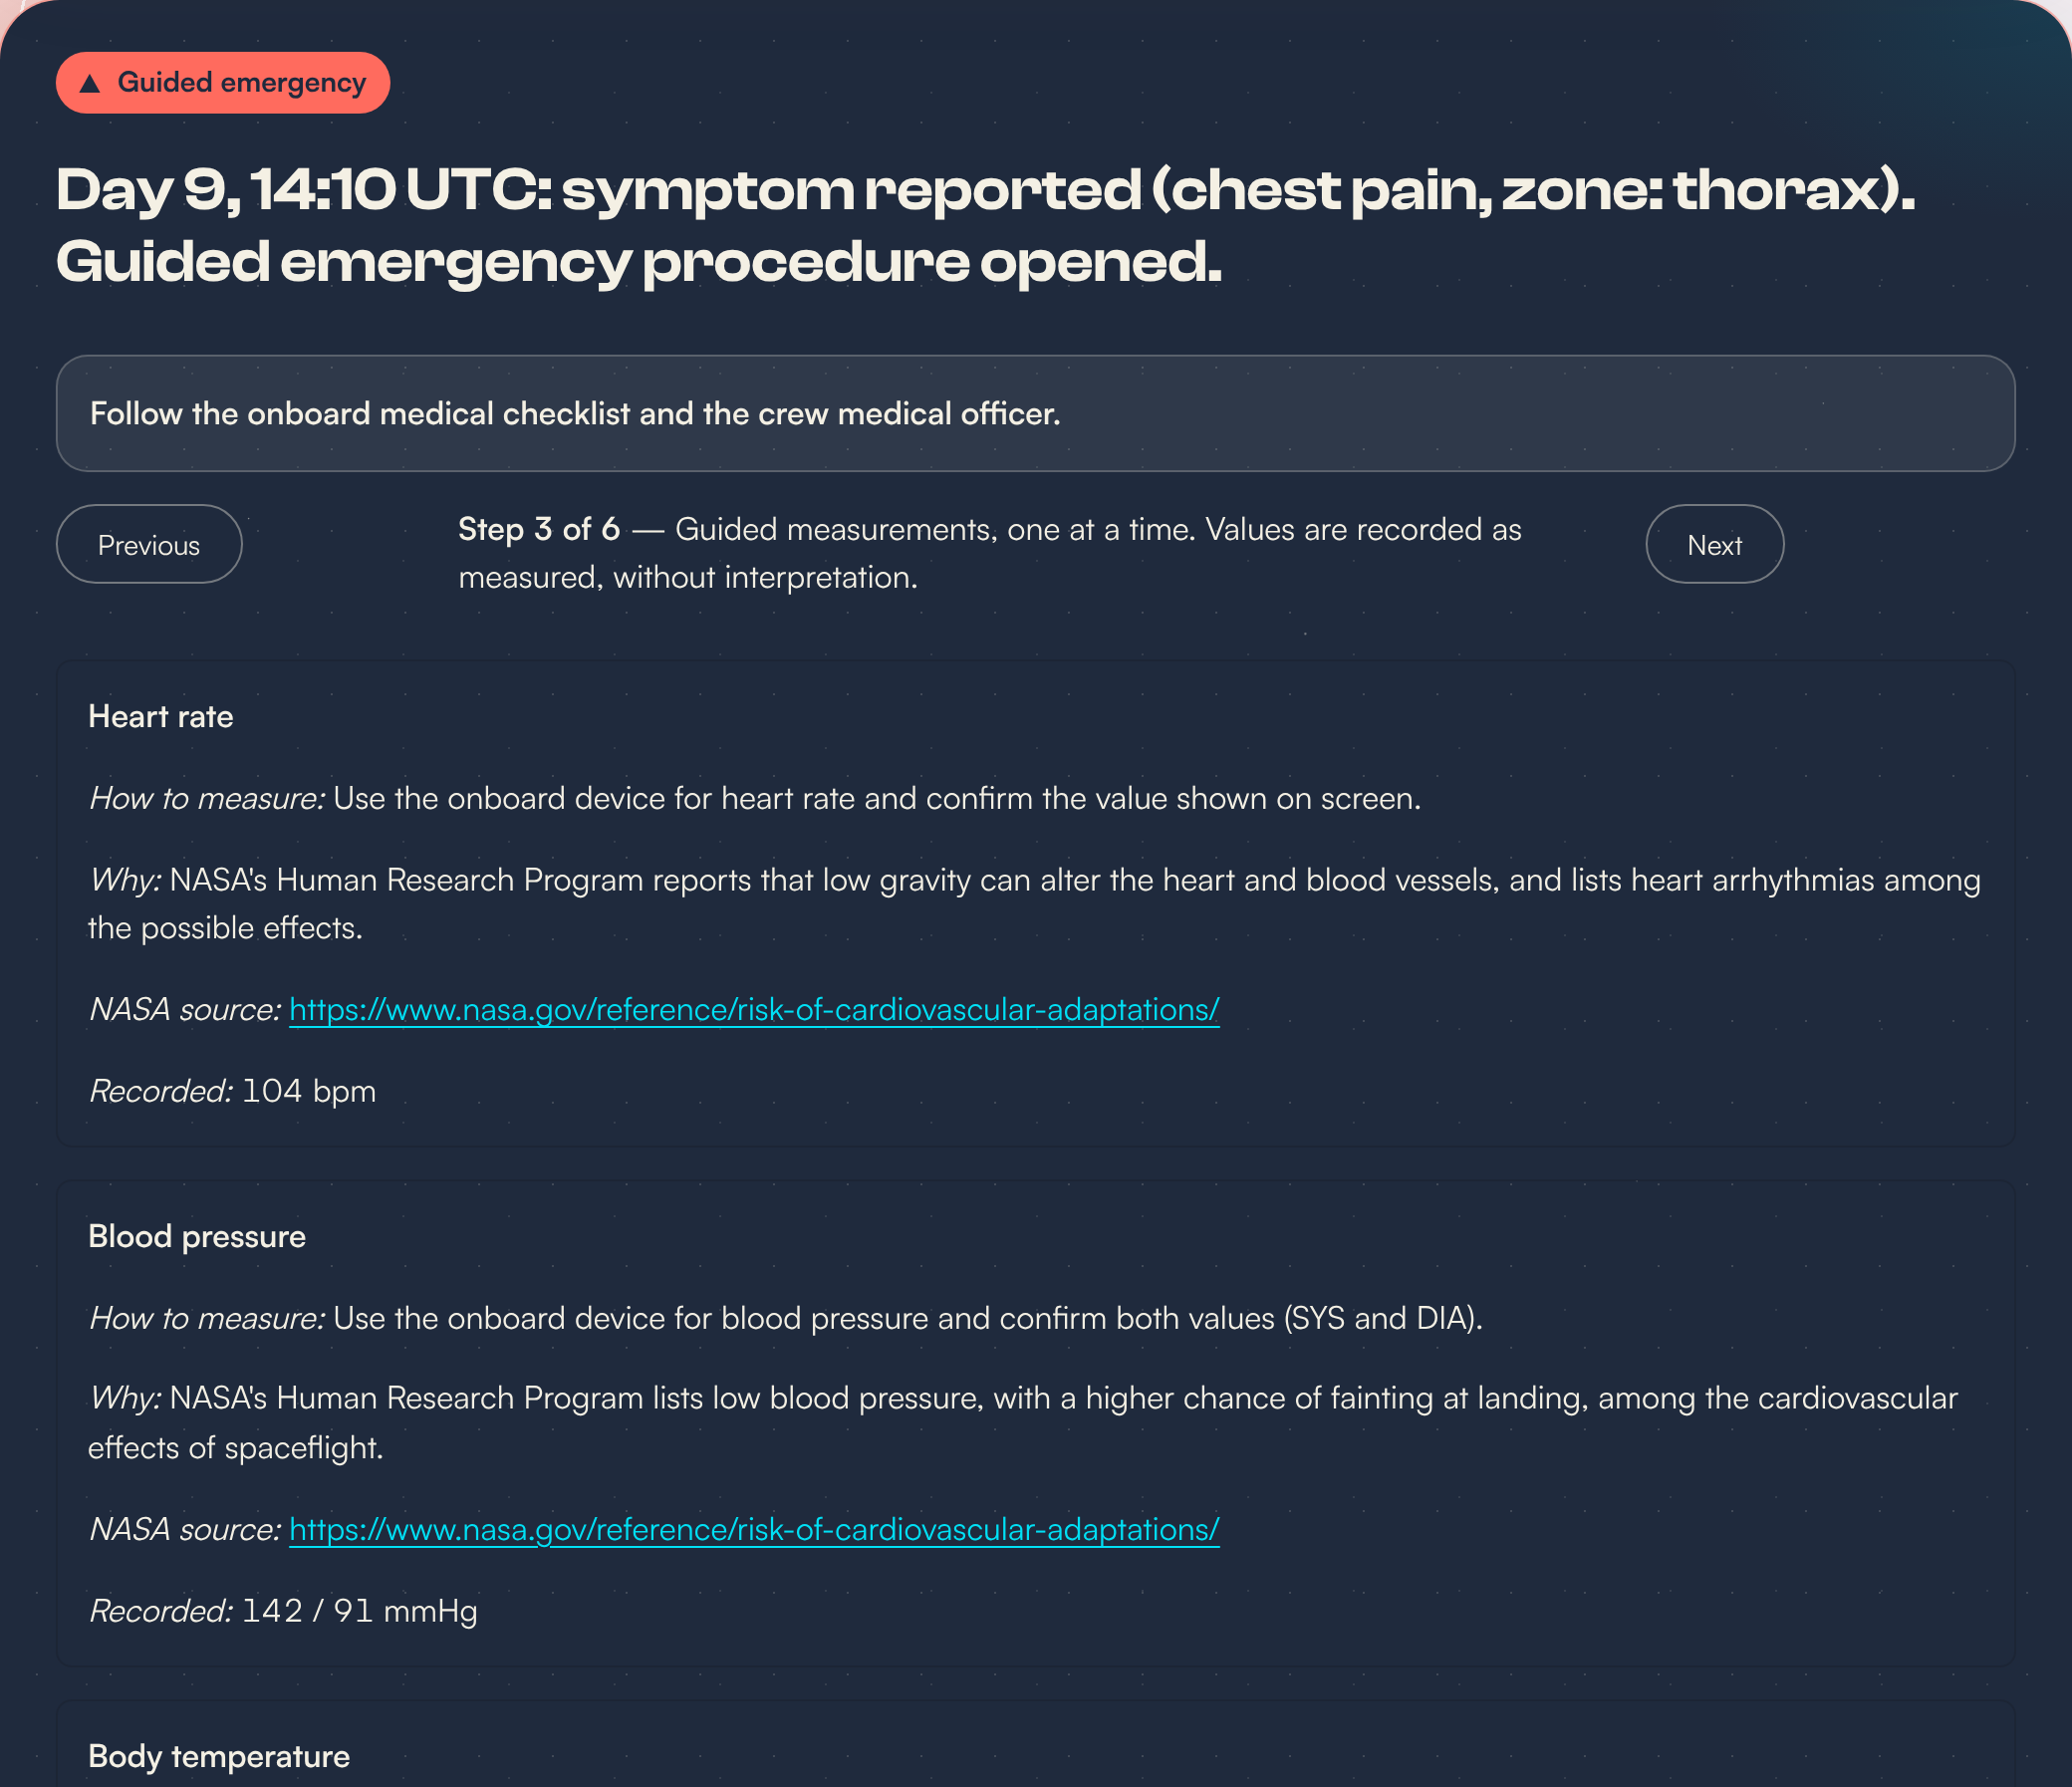 ▲ Guided emergency
Day 9, 14:10 UTC: symptom reported (chest pain, zone: thorax).
Guided emergency procedure opened.
Follow the onboard medical checklist and the crew medical officer.
Previous
Step 3 of 6 — Guided measurements, one at a time. Values are recorded as
measured, without interpretation.
Next
Heart rate
How to measure: Use the onboard device for heart rate and confirm the value shown on screen.
Why: NASA's Human Research Program reports that low gravity can alter the heart and blood vessels, and lists heart arrhythmias among
the possible effects.
NASA source: https://www.nasa.gov/reference/risk-of-cardiovascular-adaptations/
Recorded: 104 bpm
Blood pressure
How to measure: Use the onboard device for blood pressure and confirm both values (SYS and DIA).
Why: NASA's Human Research Program lists low blood pressure, with a higher chance of fainting at landing, among the cardiovascular
effects of spaceflight.
NASA source: https://www.nasa.gov/reference/risk-of-cardiovascular-adaptations/
Recorded: 142 / 91 mmHg
Body temperature